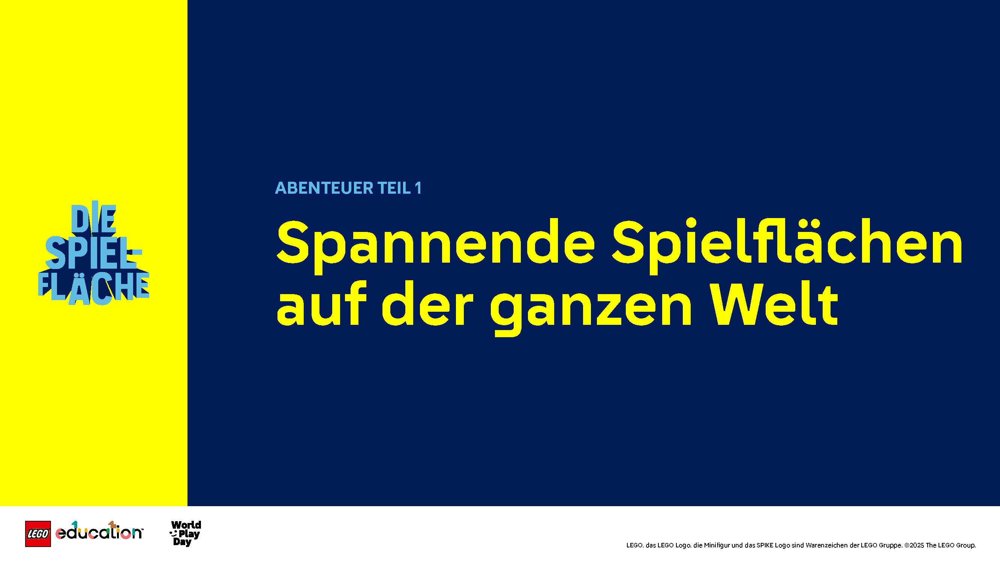 ABENTEUER TEIL 1
Spannende Spielflächen
auf der ganzen Welt
DIE
SPIEL-
FLÄCHE
LEGO education™
World
Play
Day
LEGO, das LEGO Logo, die Minifigur und das SPIKE Logo sind Warenzeichen der LEGO Gruppe. ©2025 The LEGO Group.